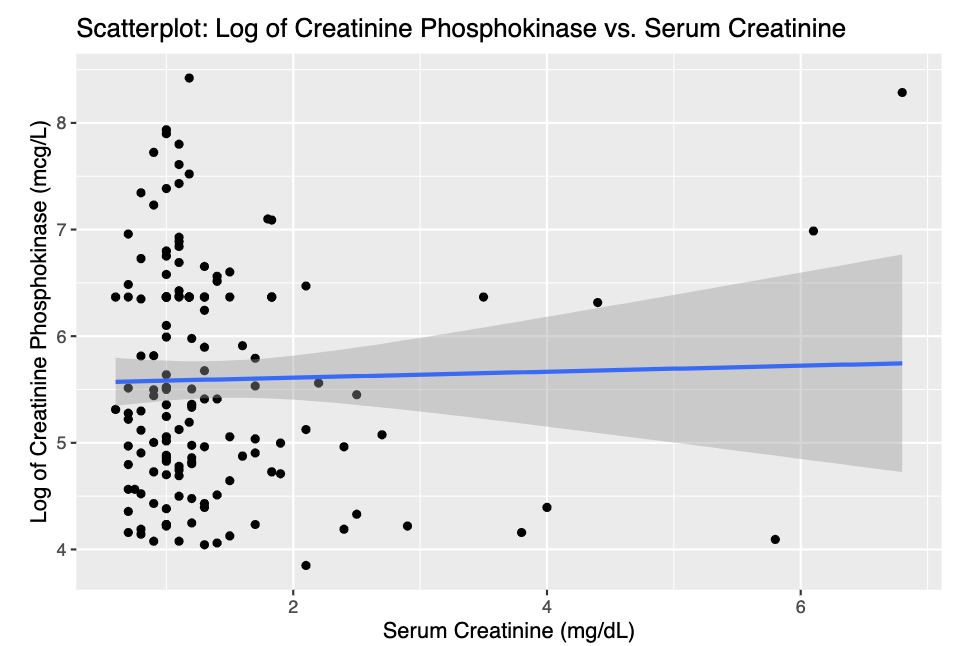 Scatterplot: Log of Creatinine Phosphokinase vs. Serum Creatinine
Log of Creatinine Phosphokinase (mcg/L)
8
7
6
5
4
2
4
6
Serum Creatinine (mg/dL)